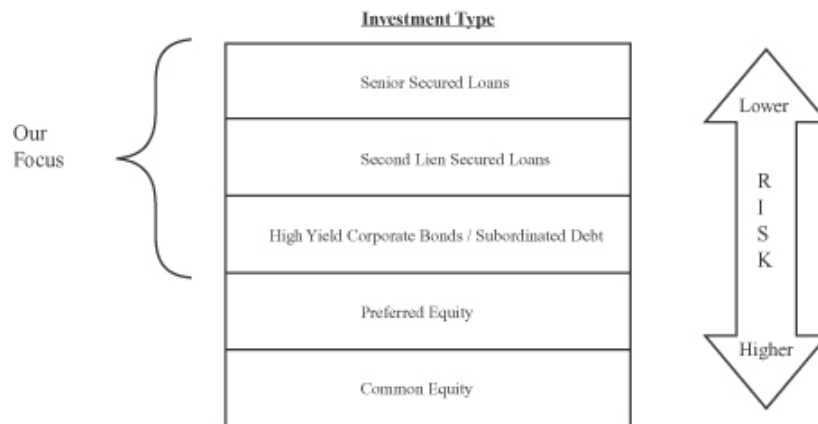 Investment Type
Senior Secured Loans
Lower
Our
Focus
Second Lien Secured Loans
R
I
S
K
High Yield Corporate Bonds / Subordinated Debt
Preferred Equity
Higher
Common Equity